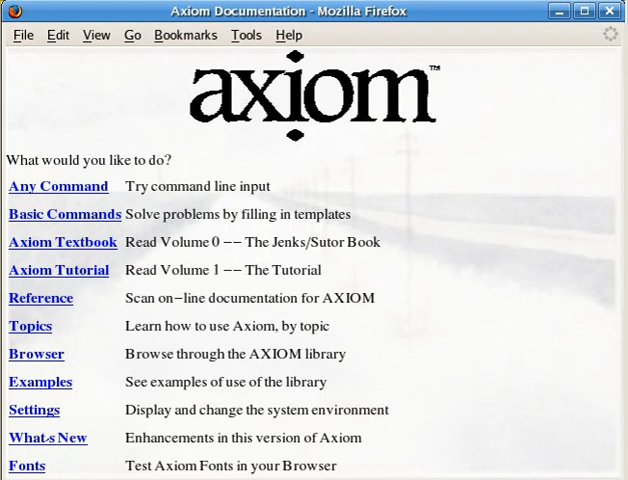 Axiom Documentation - Mozilla Firefox
File Edit View Go Bookmarks Tools Help
axiom™
What would you like to do?
Any Command Try command line input
Basic Commands Solve problems by filling in templates
Axiom Textbook Read Volume 0 -- The Jenks/Sutor Book
Axiom Tutorial Read Volume 1 -- The Tutorial
Reference Scan on-line documentation for AXIOM
Topics Learn how to use Axiom, by topic
Browser Browse through the AXIOM library
Examples See examples of use of the library
Settings Display and change the system environment
What's New Enhancements in this version of Axiom
Fonts Test Axiom Fonts in your Browser